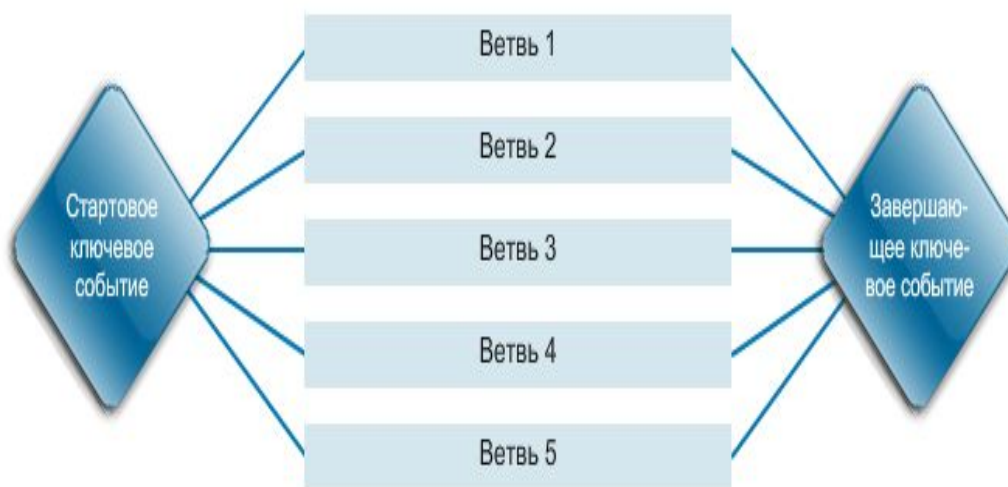 Стартовое
ключевое
событие
Ветвь 1
Ветвь 2
Ветвь 3
Ветвь 4
Ветвь 5
Завершаю-
щее ключе-
вое событие